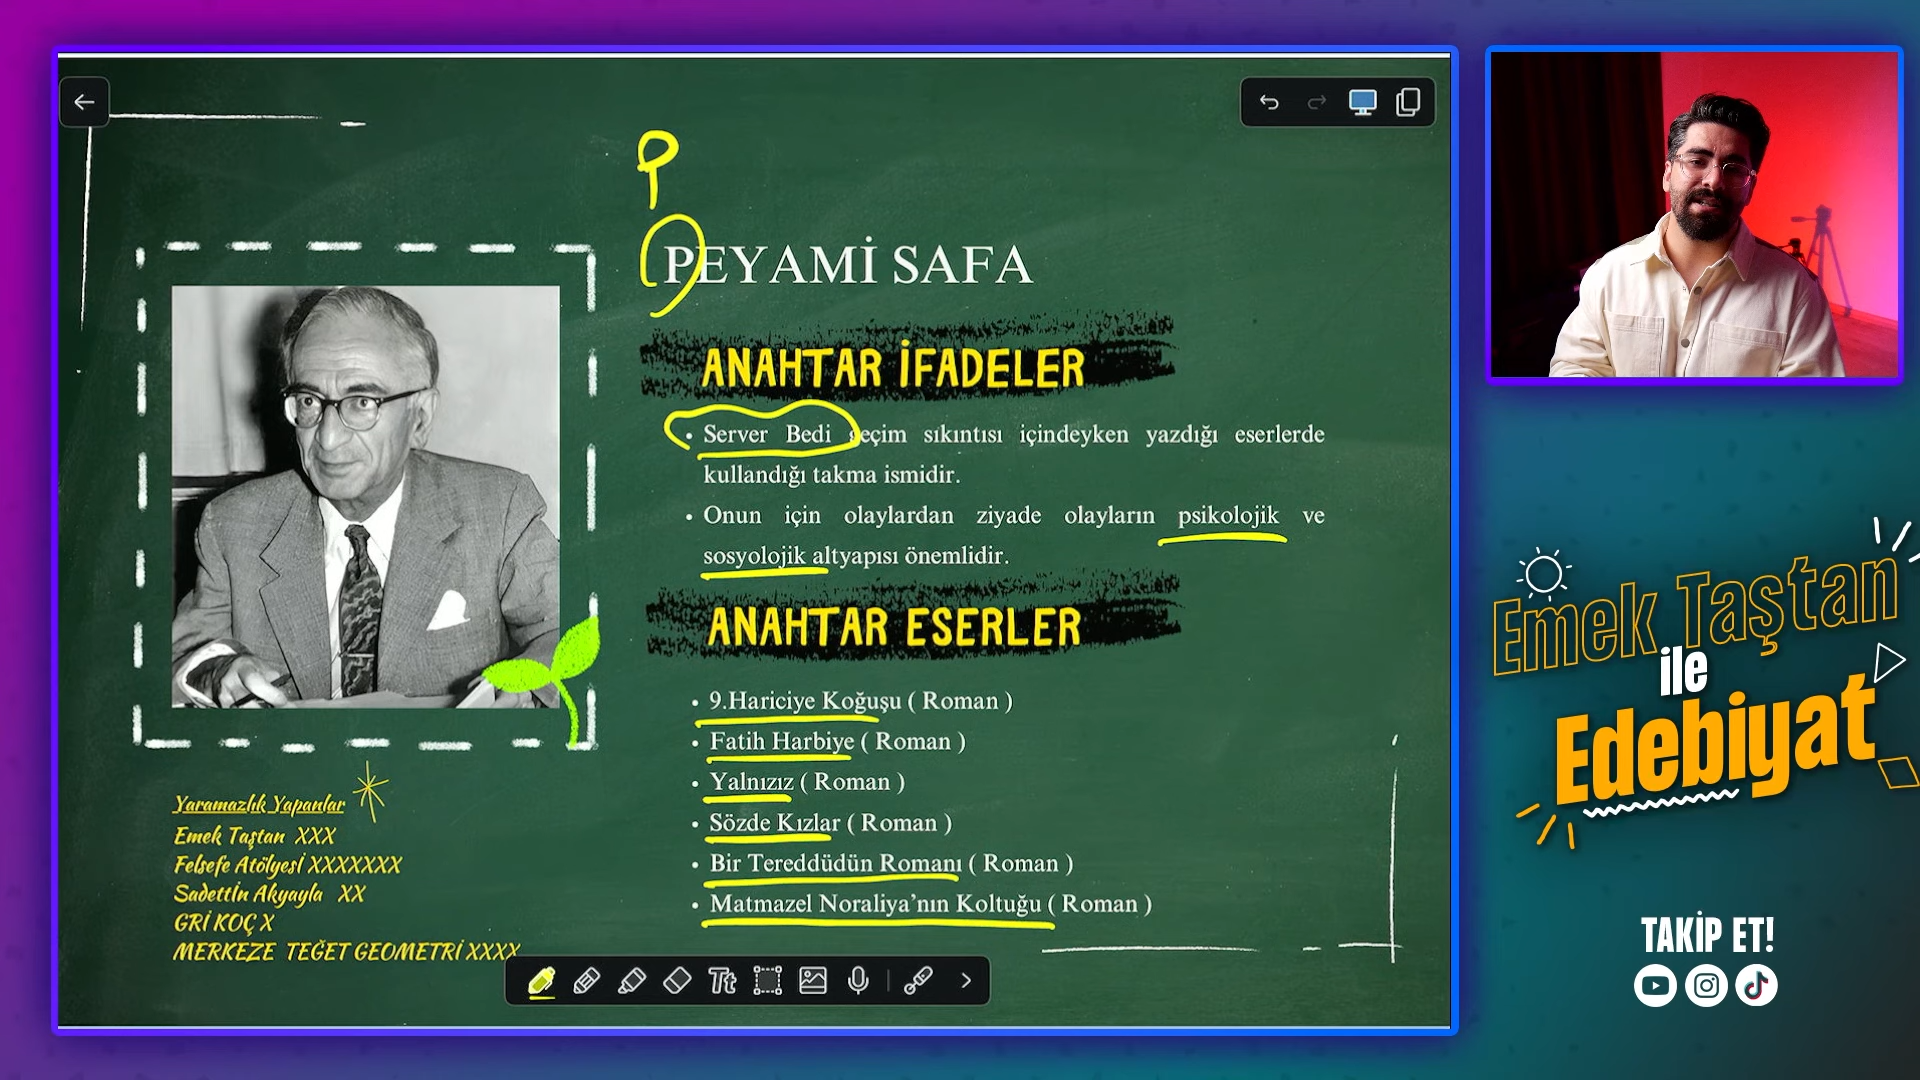 P
PEYAMİ SAFA
ANAHTAR İFADELER
• Server Bedi geçim sıkıntısı içindeyken yazdığı eserlerde
kullandığı takma ismidir.
• Onun için olaylardan ziyade olayların psikolojik ve
sosyolojik altyapısı önemlidir.
ANAHTAR ESERLER
• 9.Hariciye Koğuşu ( Roman )
• Fatih Harbiye ( Roman )
• Yalnızız ( Roman )
• Sözde Kızlar ( Roman )
• Bir Tereddüdün Romanı ( Roman )
• Matmazel Noraliya’nın Koltuğu ( Roman )
Yaramazlık Yapanlar
Emek Taştan XXX
Felsefe Atölyesi XXXXXXX
Sadettin Akyayla XX
GRİ KOÇ X
MERKEZE TEĞET GEOMETRİ XXXX
Tt
Emek Taştan
ile
Edebiyat
TAKİP ET!